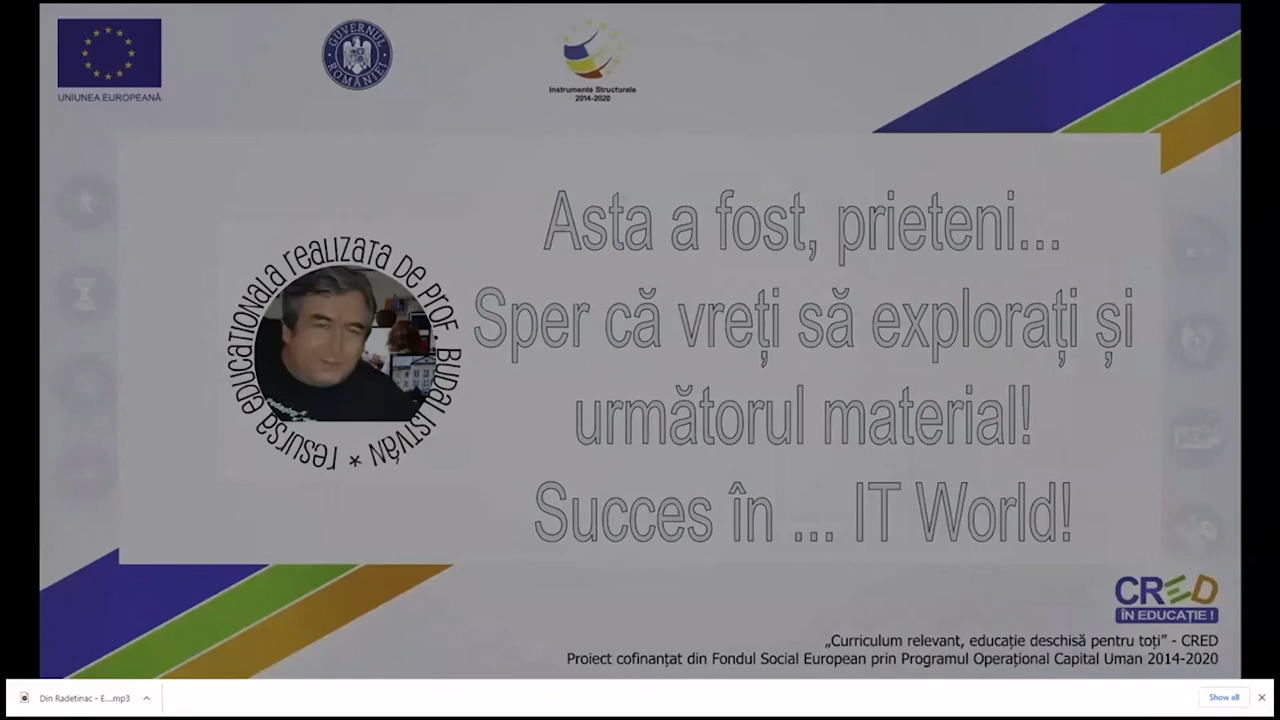 UNIUNEA EUROPEANĂ
GUVERNUL ROMÂNIEI
Instrumente Structurale
2014-2020
resursă educațională realizată de prof. Budai István *
Asta a fost, prieteni...
Sper că vreți să explorați și
următorul material!
Succes în ... IT World!
CRED
ÎN EDUCAȚIE !
„Curriculum relevant, educație deschisă pentru toți” - CRED
Proiect cofinanțat din Fondul Social European prin Programul Operațional Capital Uman 2014-2020
Din Radetinac - E....mp3
Show all